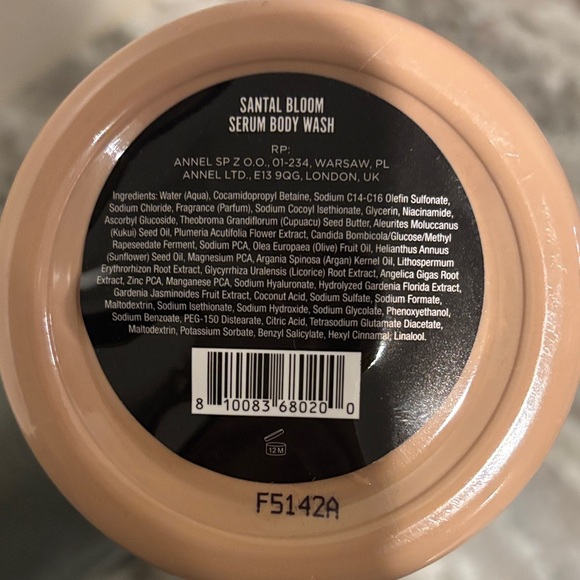 SANTAL BLOOM
SERUM BODY WASH
RP:
ANNEL SP Z O.O., 01-234, WARSAW, PL
ANNEL LTD., E13 9QG, LONDON, UK
Ingredients: Water (Aqua), Cocamidopropyl Betaine, Sodium C14-C16 Olefin Sulfonate,
Sodium Chloride, Fragrance (Parfum), Sodium Cocoyl Isethionate, Glycerin, Niacinamide,
Ascorbyl Glucoside, Theobroma Grandiflorum (Cupuacu) Seed Butter, Aleurites Moluccanus
(Kukui) Seed Oil, Plumeria Acutifolia Flower Extract, Candida Bombicola/Glucose/Methyl
Rapeseedate Ferment, Sodium PCA, Olea Europaea (Olive) Fruit Oil, Helianthus Annuus
(Sunflower) Seed Oil, Magnesium PCA, Argania Spinosa (Argan) Kernel Oil, Lithospermum
Erythrorhizon Root Extract, Glycyrrhiza Uralensis (Licorice) Root Extract, Angelica Gigas Root
Extract, Zinc PCA, Manganese PCA, Sodium Hyaluronate, Hydrolyzed Gardenia Florida Extract,
Gardenia Jasminoides Fruit Extract, Coconut Acid, Sodium Sulfate, Sodium Formate,
Maltodextrin, Sodium Isethionate, Sodium Hydroxide, Sodium Glycolate, Phenoxyethanol,
Sodium Benzoate, PEG-150 Distearate, Citric Acid, Tetrasodium Glutamate Diacetate,
Maltodextrin, Potassium Sorbate, Benzyl Salicylate, Hexyl Cinnamal, Linalool.
8 10083 68020 0
12 M
F5142A